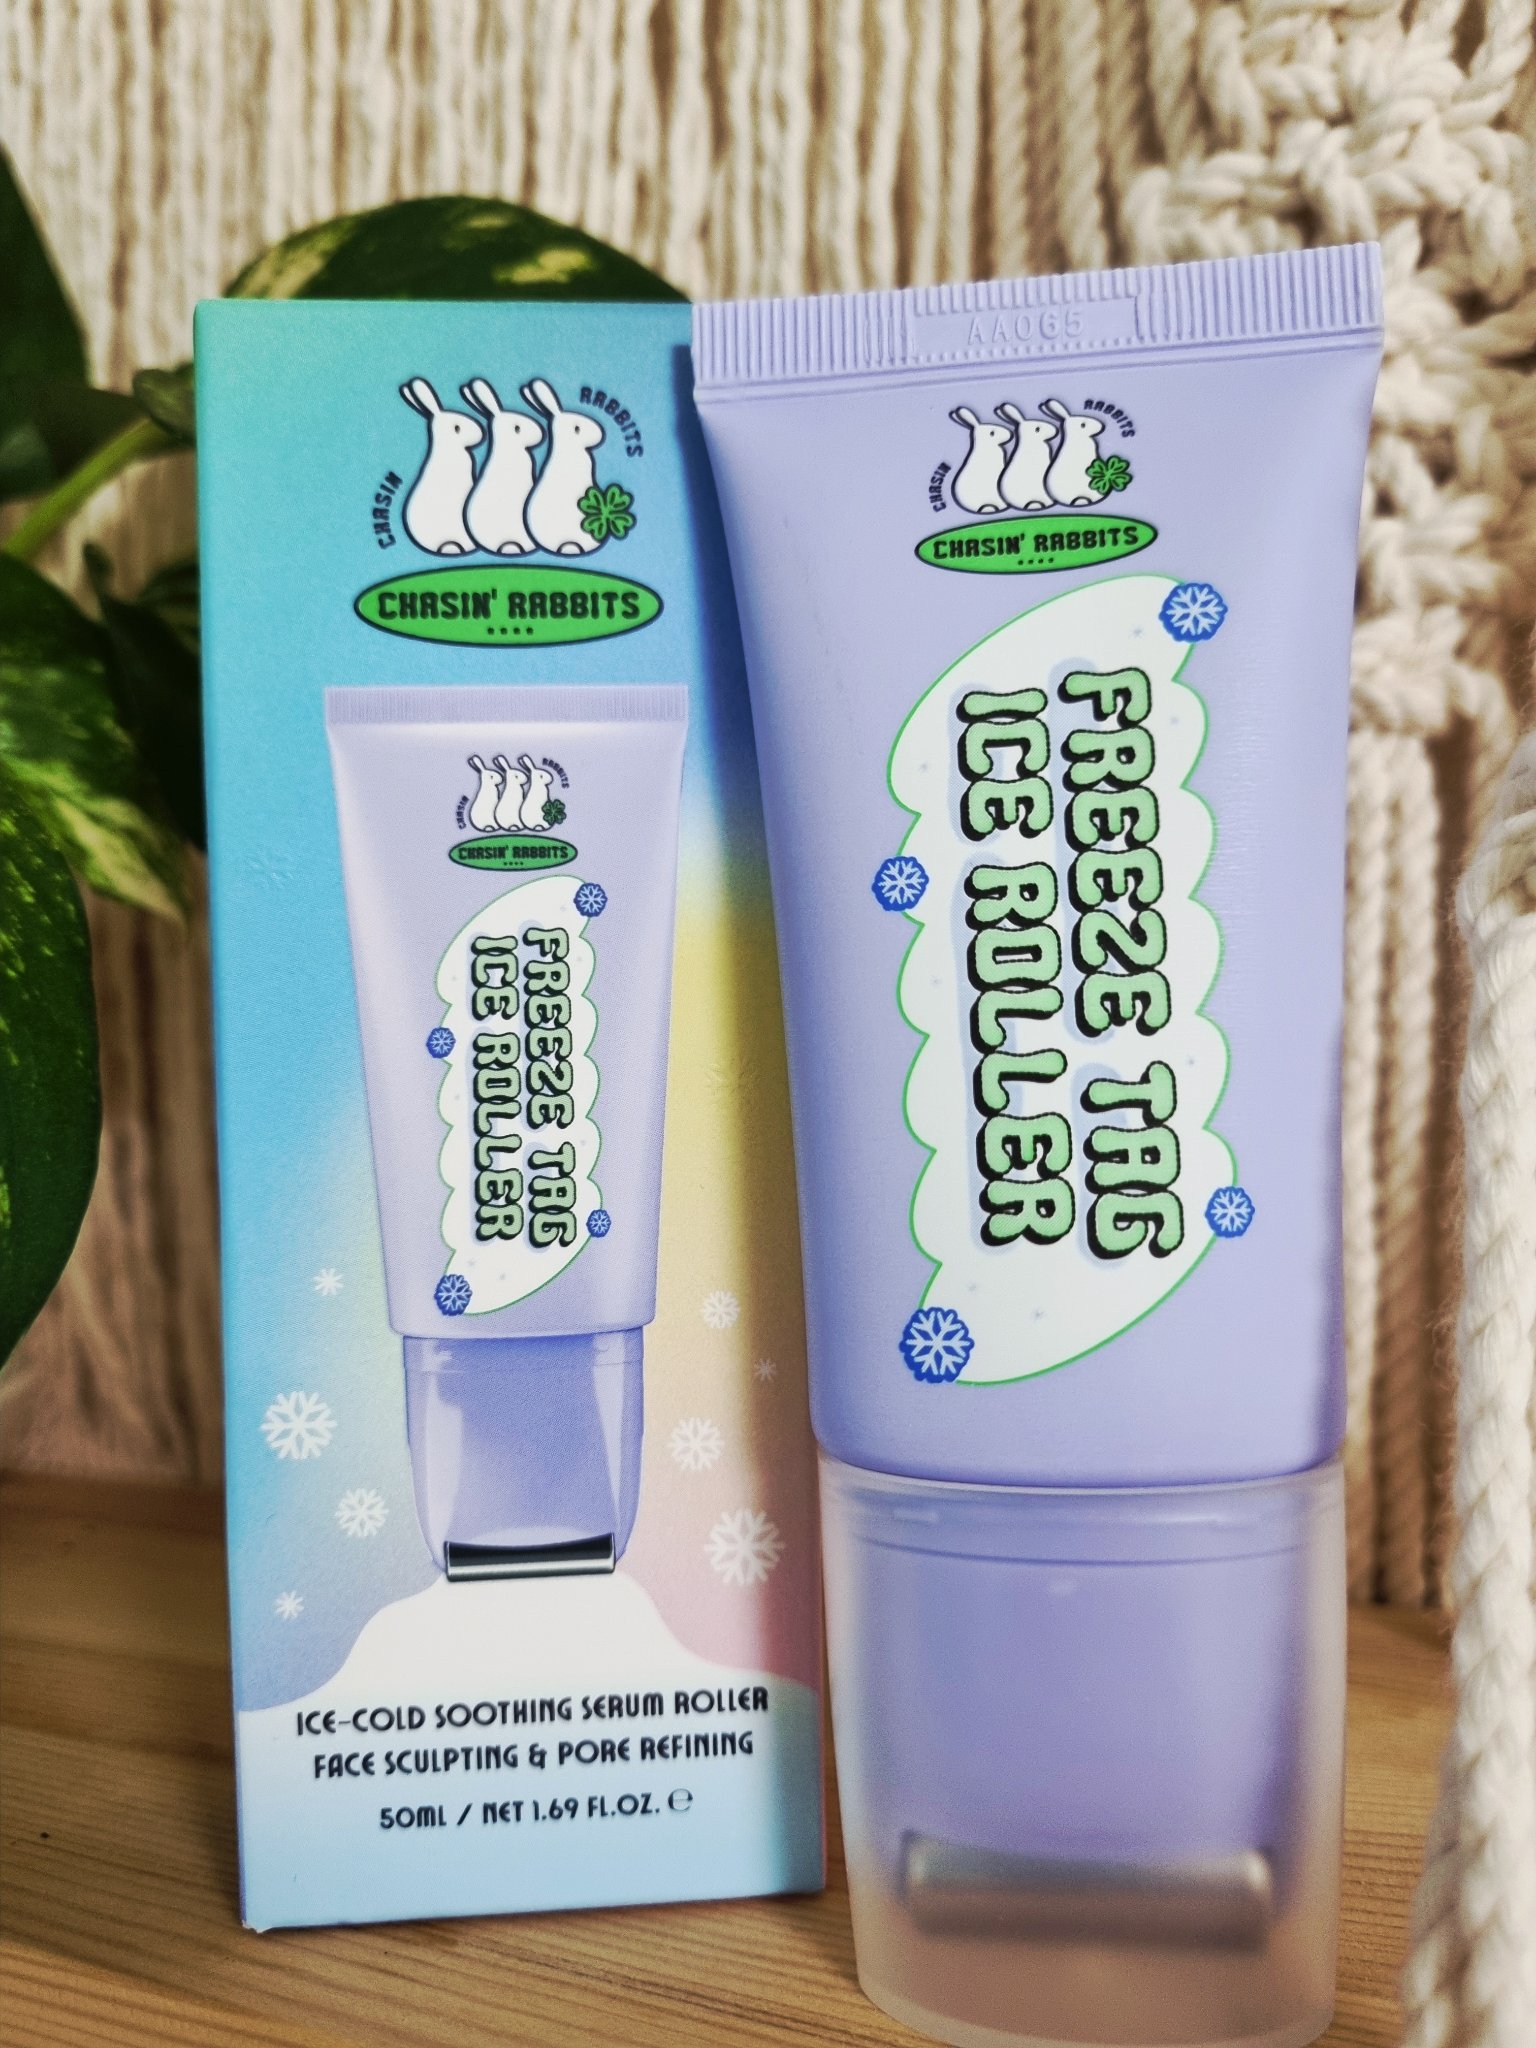 CHASIN RABBITS
CHASIN' RABBITS
CHASIN RABBITS
CHASIN' RABBITS
FREEZE TAG
ICE ROLLER
ICE-COLD SOOTHING SERUM ROLLER
FACE SCULPTING & PORE REFINING
50ML / NET 1.69 FL.OZ. ℮
AA065
CHASIN RABBITS
CHASIN' RABBITS
FREEZE TAG
ICE ROLLER